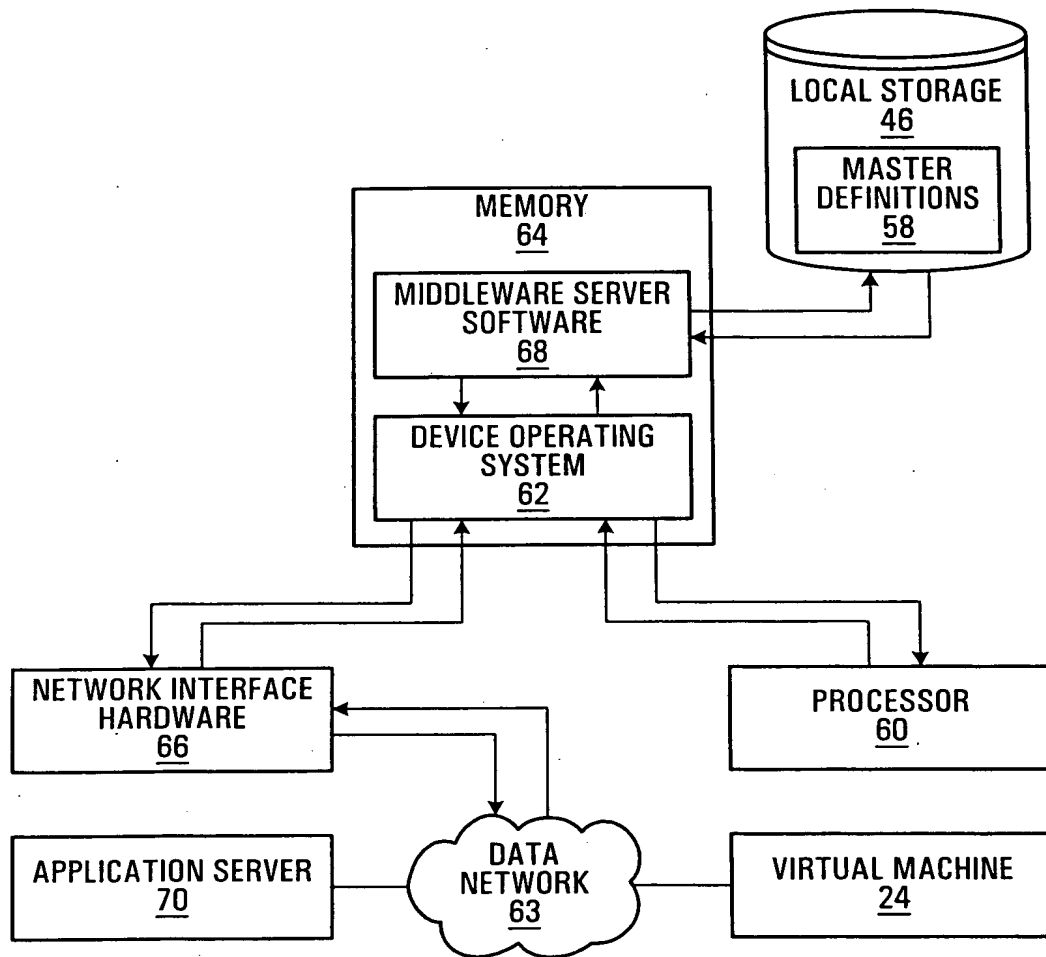 LOCAL STORAGE
46
MASTER
DEFINITIONS
58
MEMORY
64
MIDDLEWARE SERVER
SOFTWARE
68
DEVICE OPERATING
SYSTEM
62
NETWORK INTERFACE
HARDWARE
66
PROCESSOR
60
APPLICATION SERVER
70
DATA
NETWORK
63
VIRTUAL MACHINE
24